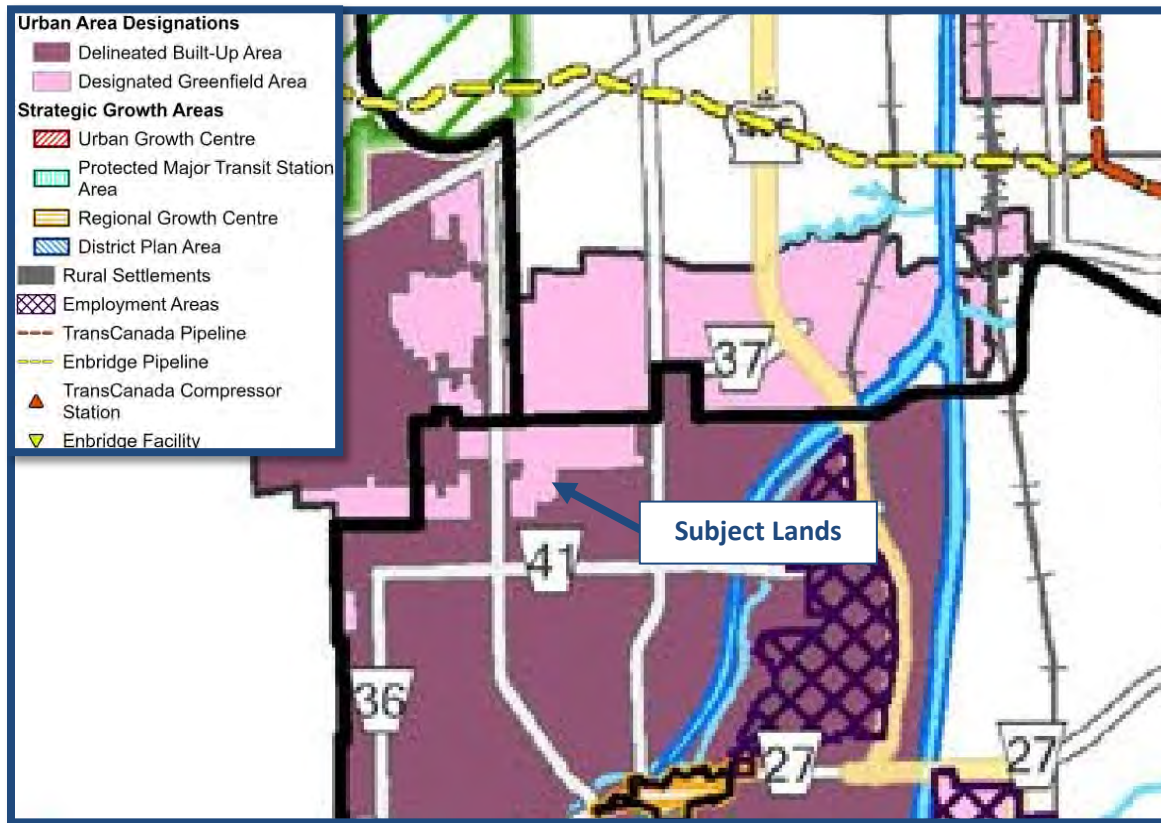 Urban Area Designations
Delineated Built-Up Area
Designated Greenfield Area
Strategic Growth Areas
Urban Growth Centre
Protected Major Transit Station
Area
Regional Growth Centre
District Plan Area
Rural Settlements
Employment Areas
TransCanada Pipeline
Enbridge Pipeline
TransCanada Compressor
Station
Enbridge Facility
37
Subject Lands
41
36
27
27